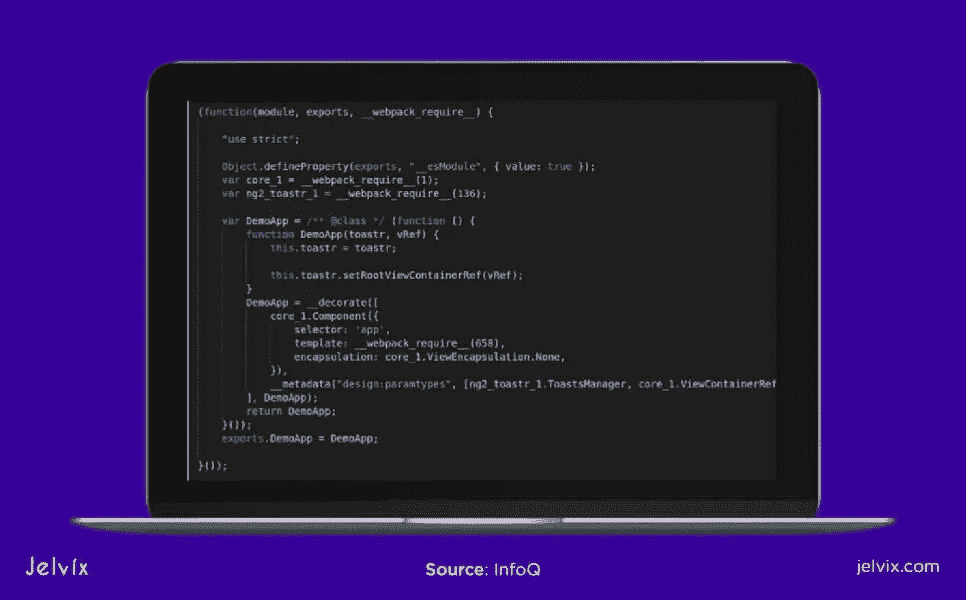 (function(module, exports, __webpack_require__) {
"use strict";
Object.defineProperty(exports, "__esModule", { value: true });
var core_1 = __webpack_require__(1);
var ng2_toastr_1 = __webpack_require__(136);
var DemoApp = /** @class */ (function () {
function DemoApp(toastr, vRef) {
this.toastr = toastr;
this.toastr.setRootViewContainerRef(vRef);
}
DemoApp = __decorate([
core_1.Component({
selector: 'app',
template: __webpack_require__(658),
encapsulation: core_1.ViewEncapsulation.None,
}),
__metadata("design:paramtypes", [ng2_toastr_1.ToastsManager, core_1.ViewContainerRef
], DemoApp);
return DemoApp;
}());
exports.DemoApp = DemoApp;
}());
Jelvix
Source: InfoQ
jelvix.com